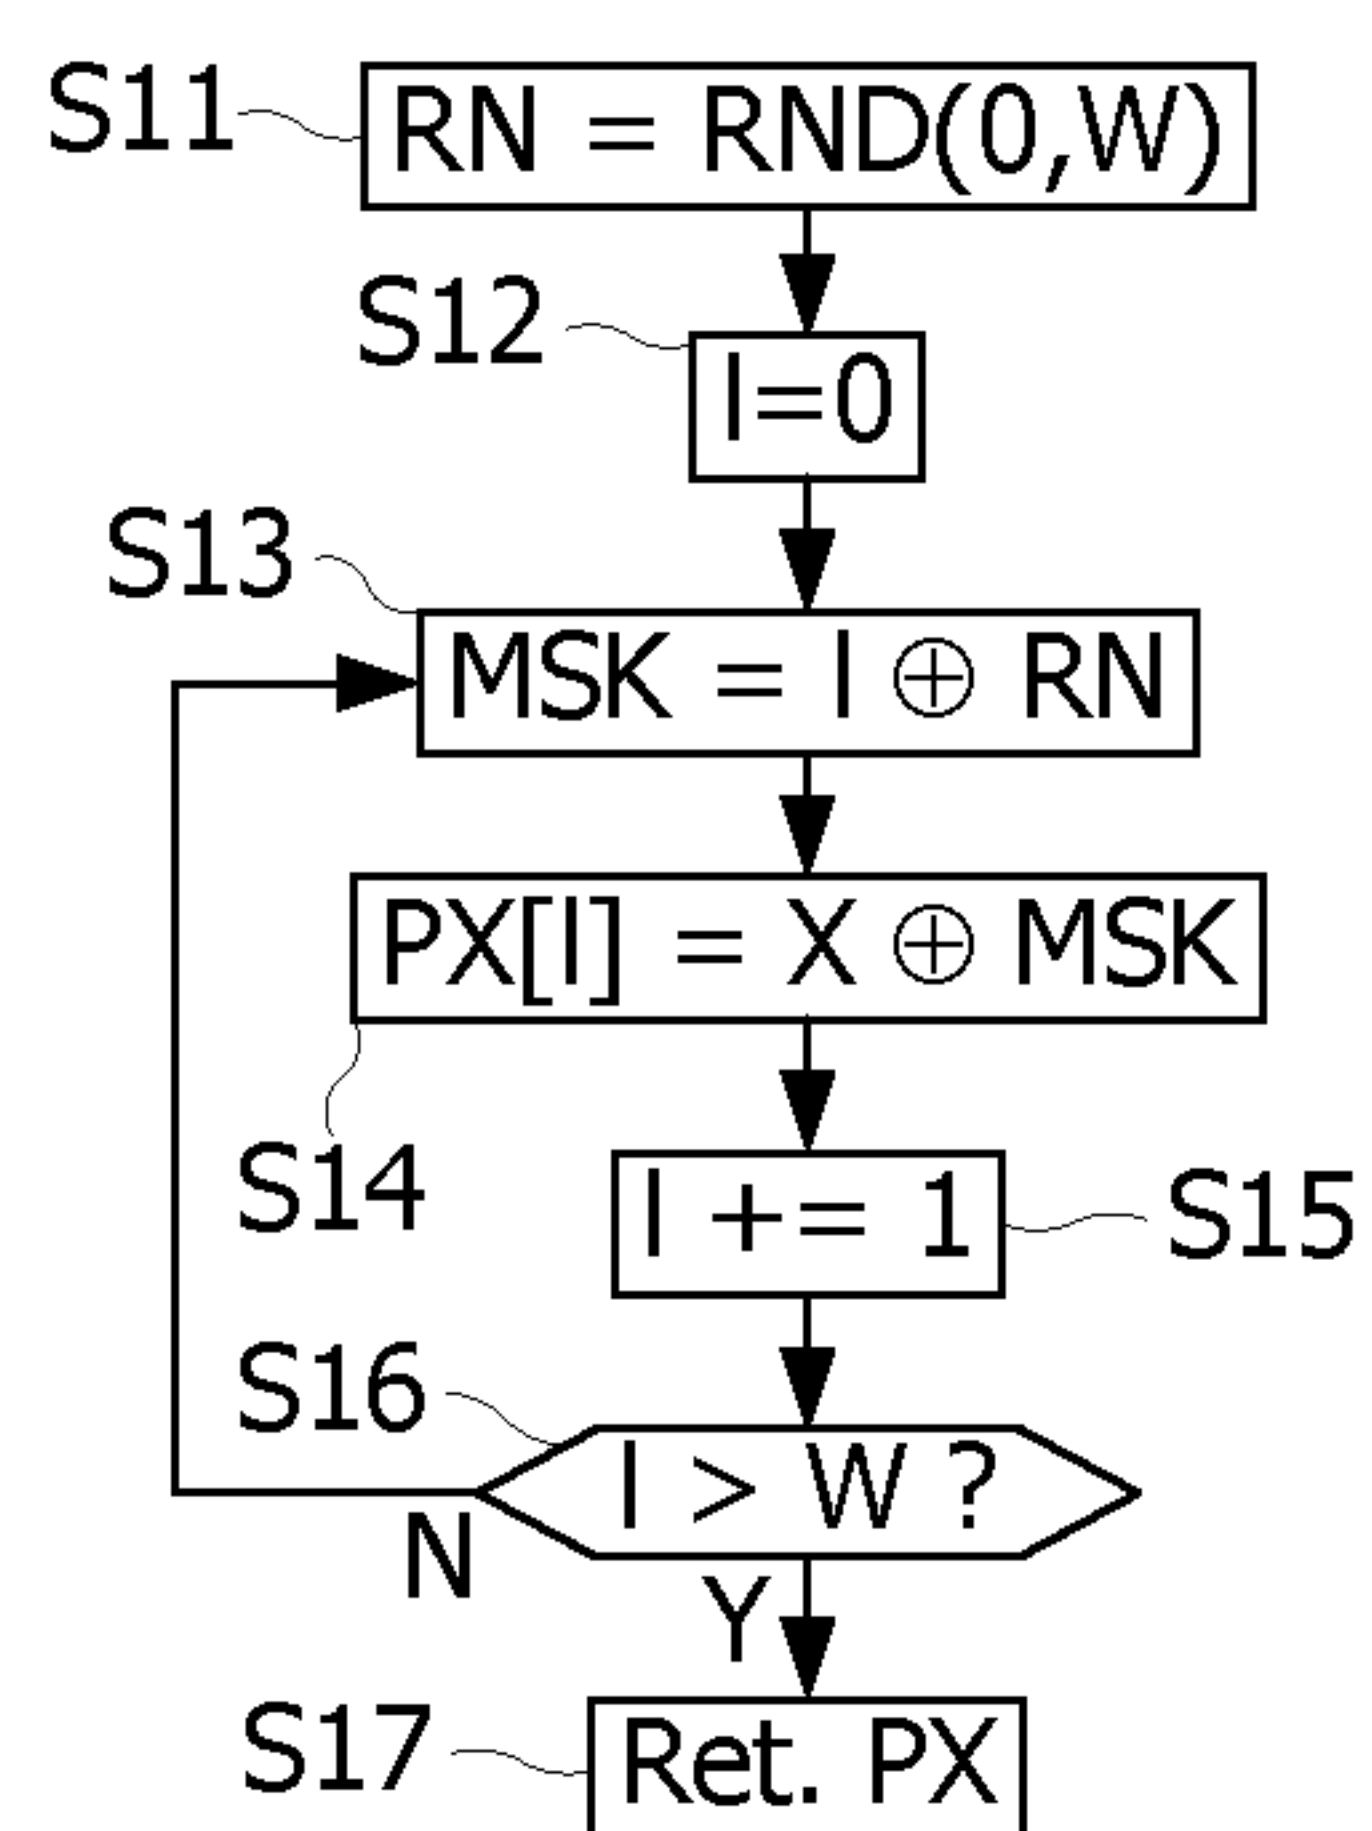 S11
RN = RND(0,W)
S12
I=0
S13
MSK = I ⊕ RN
PX[I] = X ⊕ MSK
S14
I += 1
S15
S16
I > W ?
N
Y
S17
Ret. PX